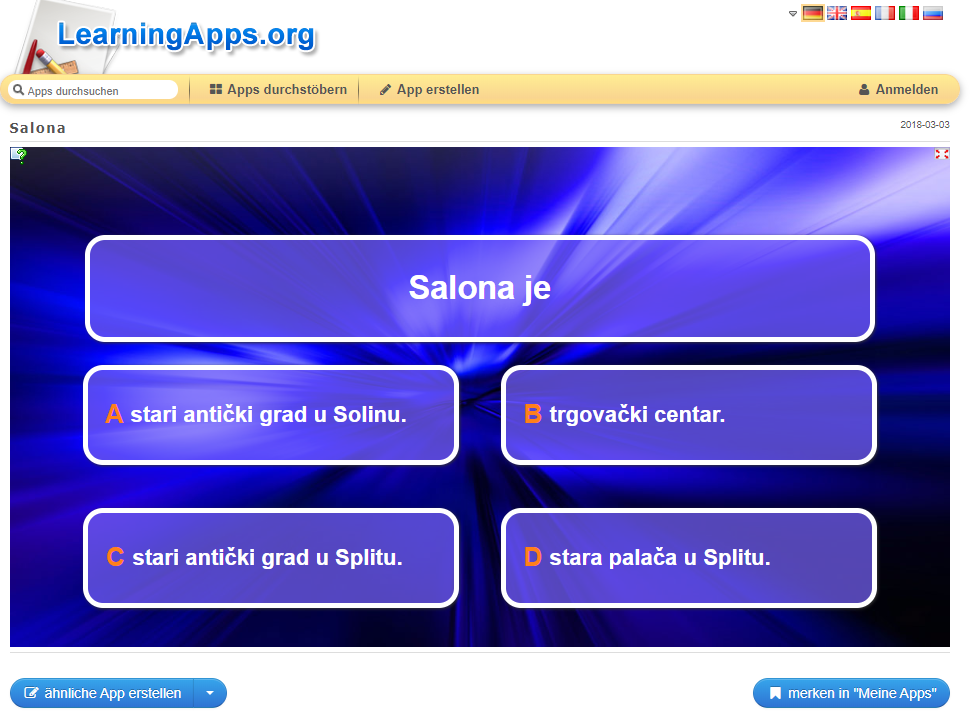 LearningApps.org
Apps durchsuchen
Apps durchstöbern
App erstellen
Anmelden
Salona
2018-03-03
Salona je
A stari antički grad u Solinu.
B trgovački centar.
C stari antički grad u Splitu.
D stara palača u Splitu.
ähnliche App erstellen
merken in "Meine Apps"